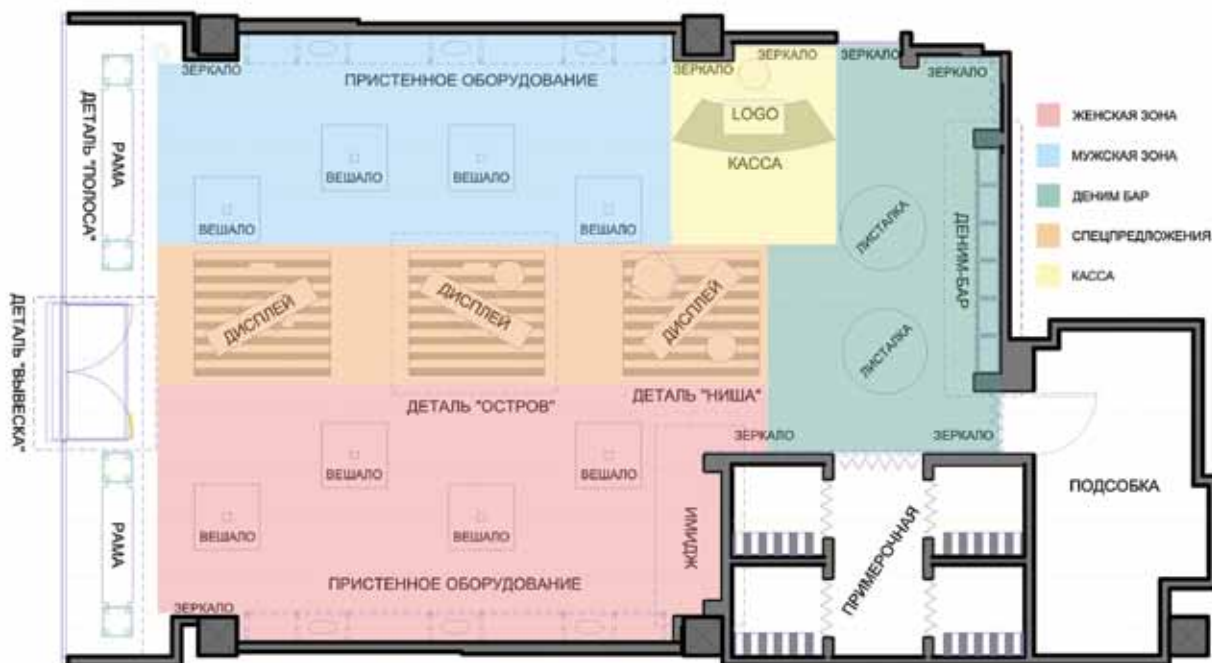 ЗЕРКАЛО
ПРИСТЕННОЕ ОБОРУДОВАНИЕ
ЗЕРКАЛО
ЗЕРКАЛО
ЗЕРКАЛО
ЗЕРКАЛО
ДЕТАЛЬ "ПОЛОСА"
РАМА
ВЕШАЛО
ВЕШАЛО
ВЕШАЛО
ВЕШАЛО
LOGO
КАССА
ЛИСТАЛКА
ЛИСТАЛКА
ДЕНИМ-БАР
ЖЕНСКАЯ ЗОНА
МУЖСКАЯ ЗОНА
ДЕНИМ БАР
СПЕЦПРЕДЛОЖЕНИЯ
КАССА
ДЕТАЛЬ "ВЫВЕСКА"
ДИСПЛЕЙ
ДИСПЛЕЙ
ДИСПЛЕЙ
ДЕТАЛЬ "ОСТРОВ"
ДЕТАЛЬ "НИША"
ЗЕРКАЛО
ЗЕРКАЛО
РАМА
ВЕШАЛО
ВЕШАЛО
ВЕШАЛО
ВЕШАЛО
ИМИДЖ
ПРИМЕРОЧНАЯ
ПОДСОБКА
ПРИСТЕННОЕ ОБОРУДОВАНИЕ
ЗЕРКАЛО